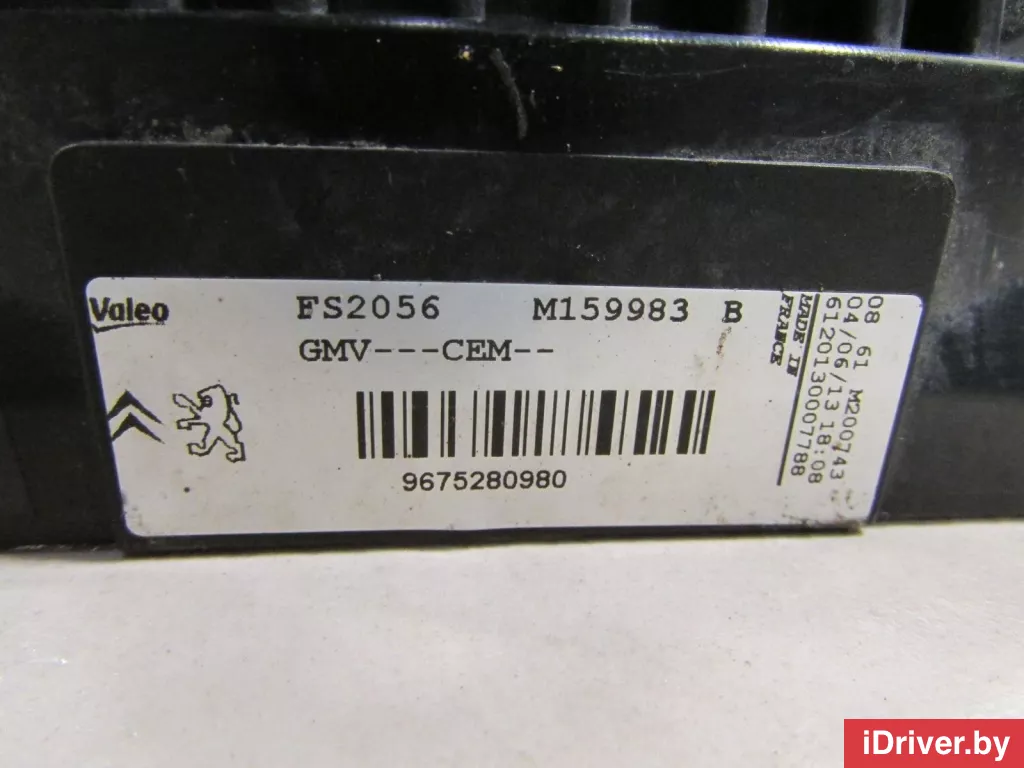 Valeo FS2056 M159983 B
GMV---CEM--
9675280980
08 61 M200743
04/06/13 18:08
61201300077788
MADE IN
FRANCE
iDriver.by